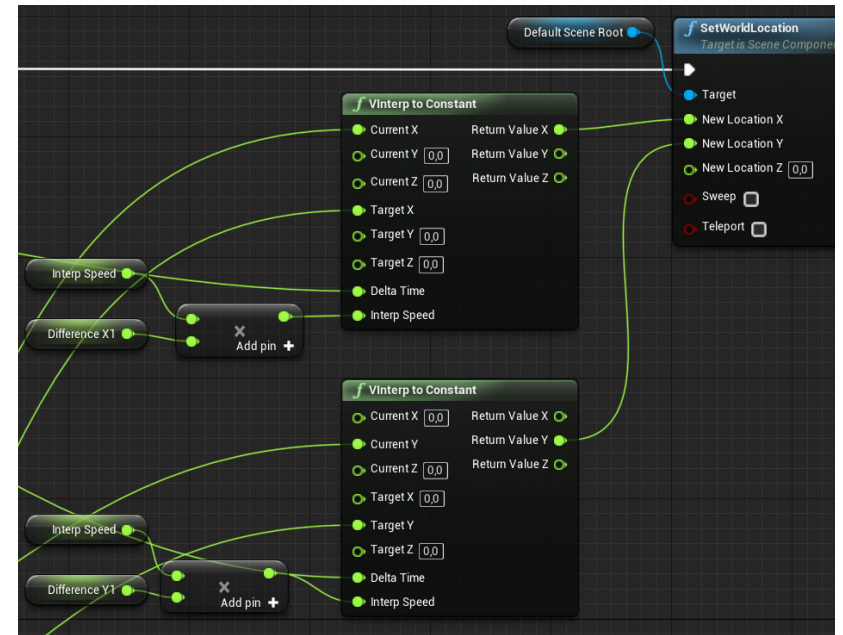 Default Scene Root
SetWorldLocation
Target is Scene Compone
Target
New Location X
New Location Y
New Location Z 0,0
Sweep
Teleport
VInterp to Constant
Current X Return Value X
Current Y 0,0 Return Value Y
Current Z 0,0 Return Value Z
Target X
Target Y 0,0
Target Z 0,0
Delta Time
Interp Speed
Interp Speed
Difference X1
Add pin +
VInterp to Constant
Current X 0,0 Return Value X
Current Y Return Value Y
Current Z 0,0 Return Value Z
Target X 0,0
Target Y
Target Z 0,0
Delta Time
Interp Speed
Interp Speed
Difference Y1
Add pin +